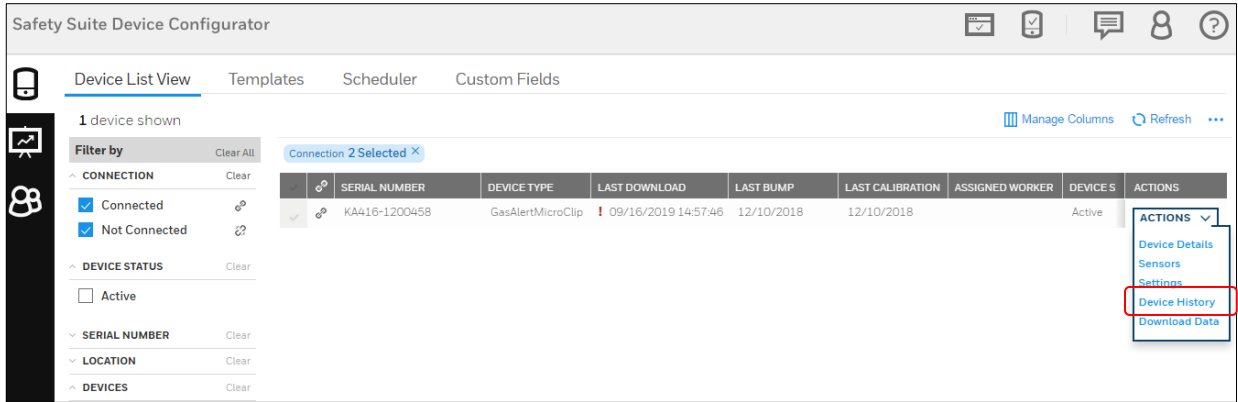 Safety Suite Device Configurator
Device List View Templates Scheduler Custom Fields
1 device shown
Manage Columns Refresh
Filter by Clear All
Connection 2 Selected ×
CONNECTION Clear
SERIAL NUMBER DEVICE TYPE LAST DOWNLOAD LAST BUMP LAST CALIBRATION ASSIGNED WORKER DEVICE S ACTIONS
Connected
KA416-1200458 GasAlertMicroClip ! 09/16/2019 14:57:46 12/10/2018 12/10/2018 Active
ACTIONS
Not Connected
Device Details
Sensors
DEVICE STATUS Clear
Settings
Active
Device History
Download Data
SERIAL NUMBER Clear
LOCATION Clear
DEVICES Clear